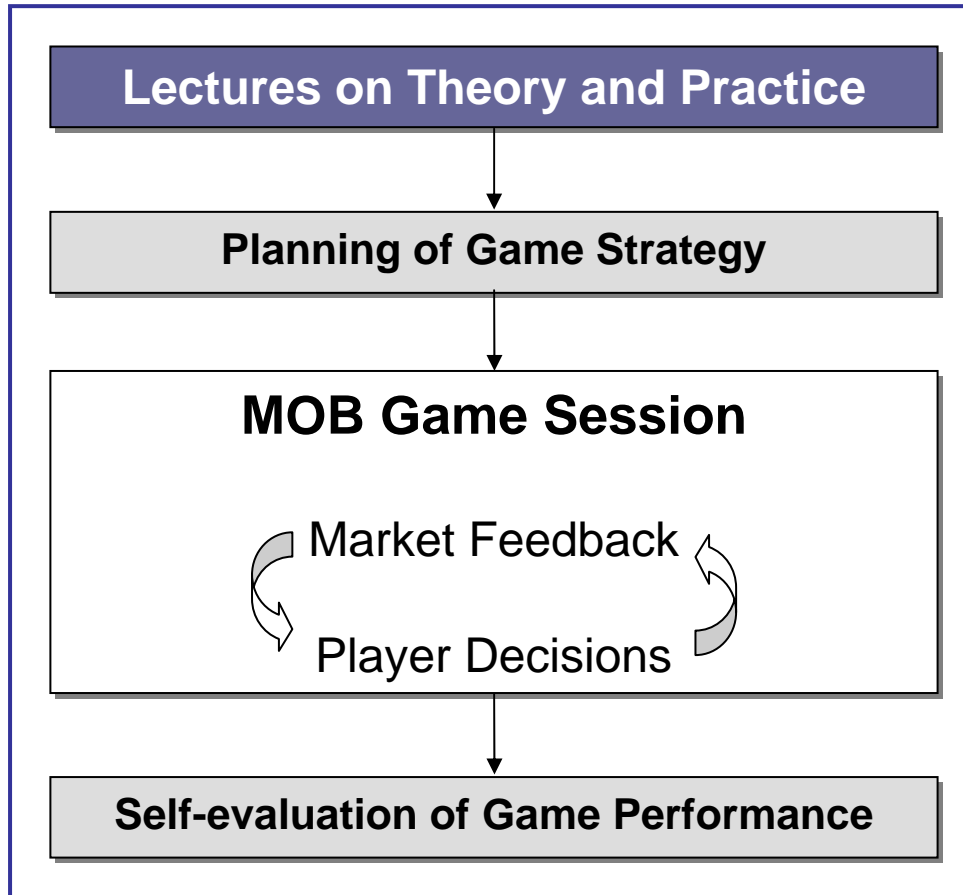 Lectures on Theory and Practice
Planning of Game Strategy
MOB Game Session
Market Feedback
Player Decisions
Self-evaluation of Game Performance